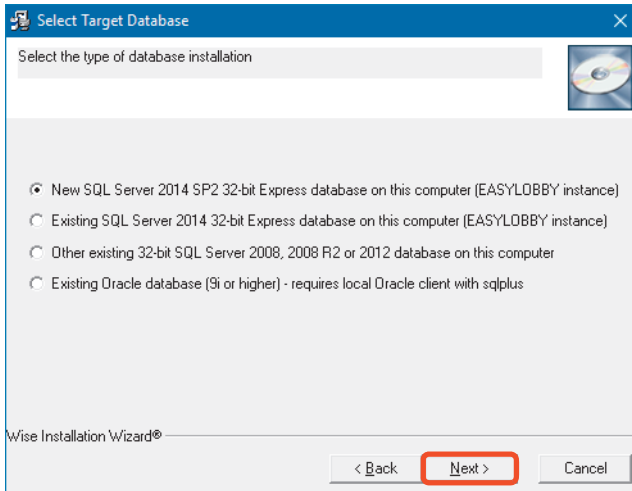 Select Target Database
Select the type of database installation
New SQL Server 2014 SP2 32-bit Express database on this computer (EASYLOBBY instance)
Existing SQL Server 2014 32-bit Express database on this computer (EASYLOBBY instance)
Other existing 32-bit SQL Server 2008, 2008 R2 or 2012 database on this computer
Existing Oracle database (9i or higher) - requires local Oracle client with sqlplus
Wise Installation Wizard®
< Back Next > Cancel